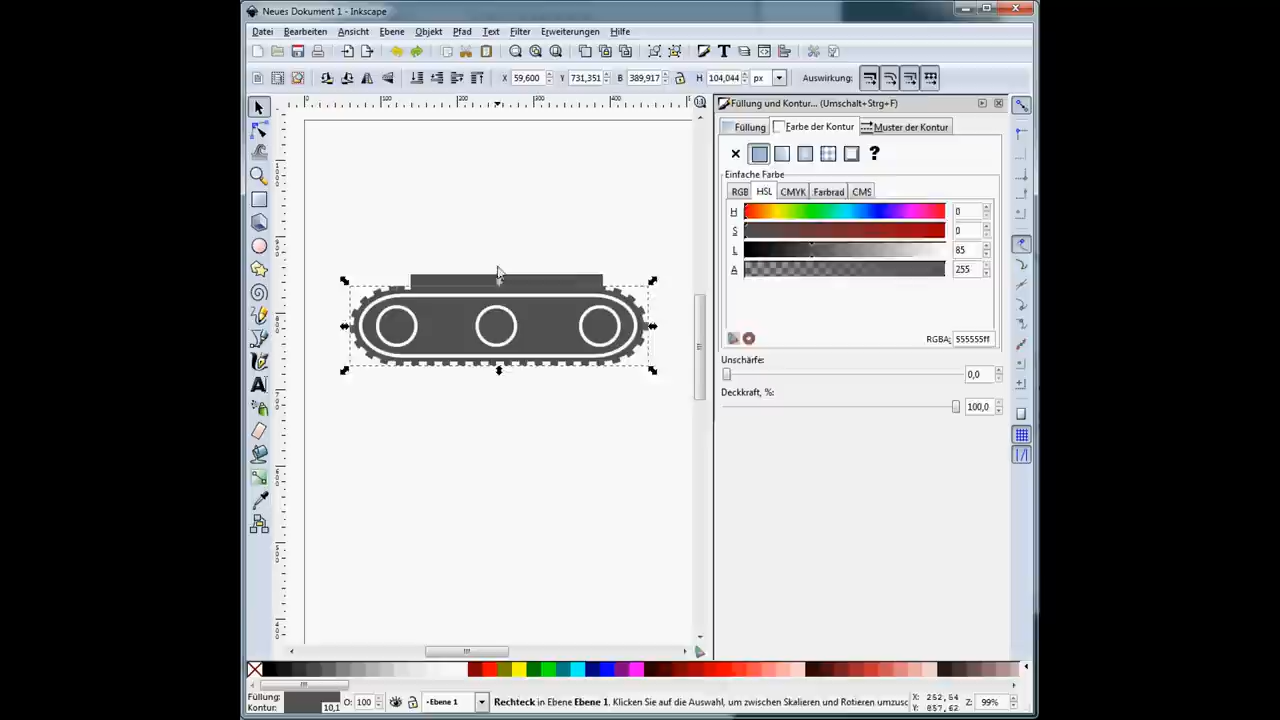 Neues Dokument 1 - Inkscape
Datei Bearbeiten Ansicht Ebene Objekt Pfad Text Filter Erweiterungen Hilfe
X 59,600 Y 731,351 B 389,917 H 104,044 px Auswirkung:
Füllung und Kontur... (Umschalt+Strg+F)
Füllung Farbe der Kontur Muster der Kontur
?
Einfache Farbe
RGB HSL CMYK Farbrad CMS
H 0
S 0
L 85
A 255
RGBA: 555555ff
Unschärfe:
0,0
Deckkraft, %:
100,0
Füllung:
Kontur: 10,1 O: 100 Ebene 1 Rechteck in Ebene Ebene 1. Klicken Sie auf die Auswahl, um zwischen Skalieren und Rotieren umzusc
X: 252,54
Y: 857,62
Z: 99%